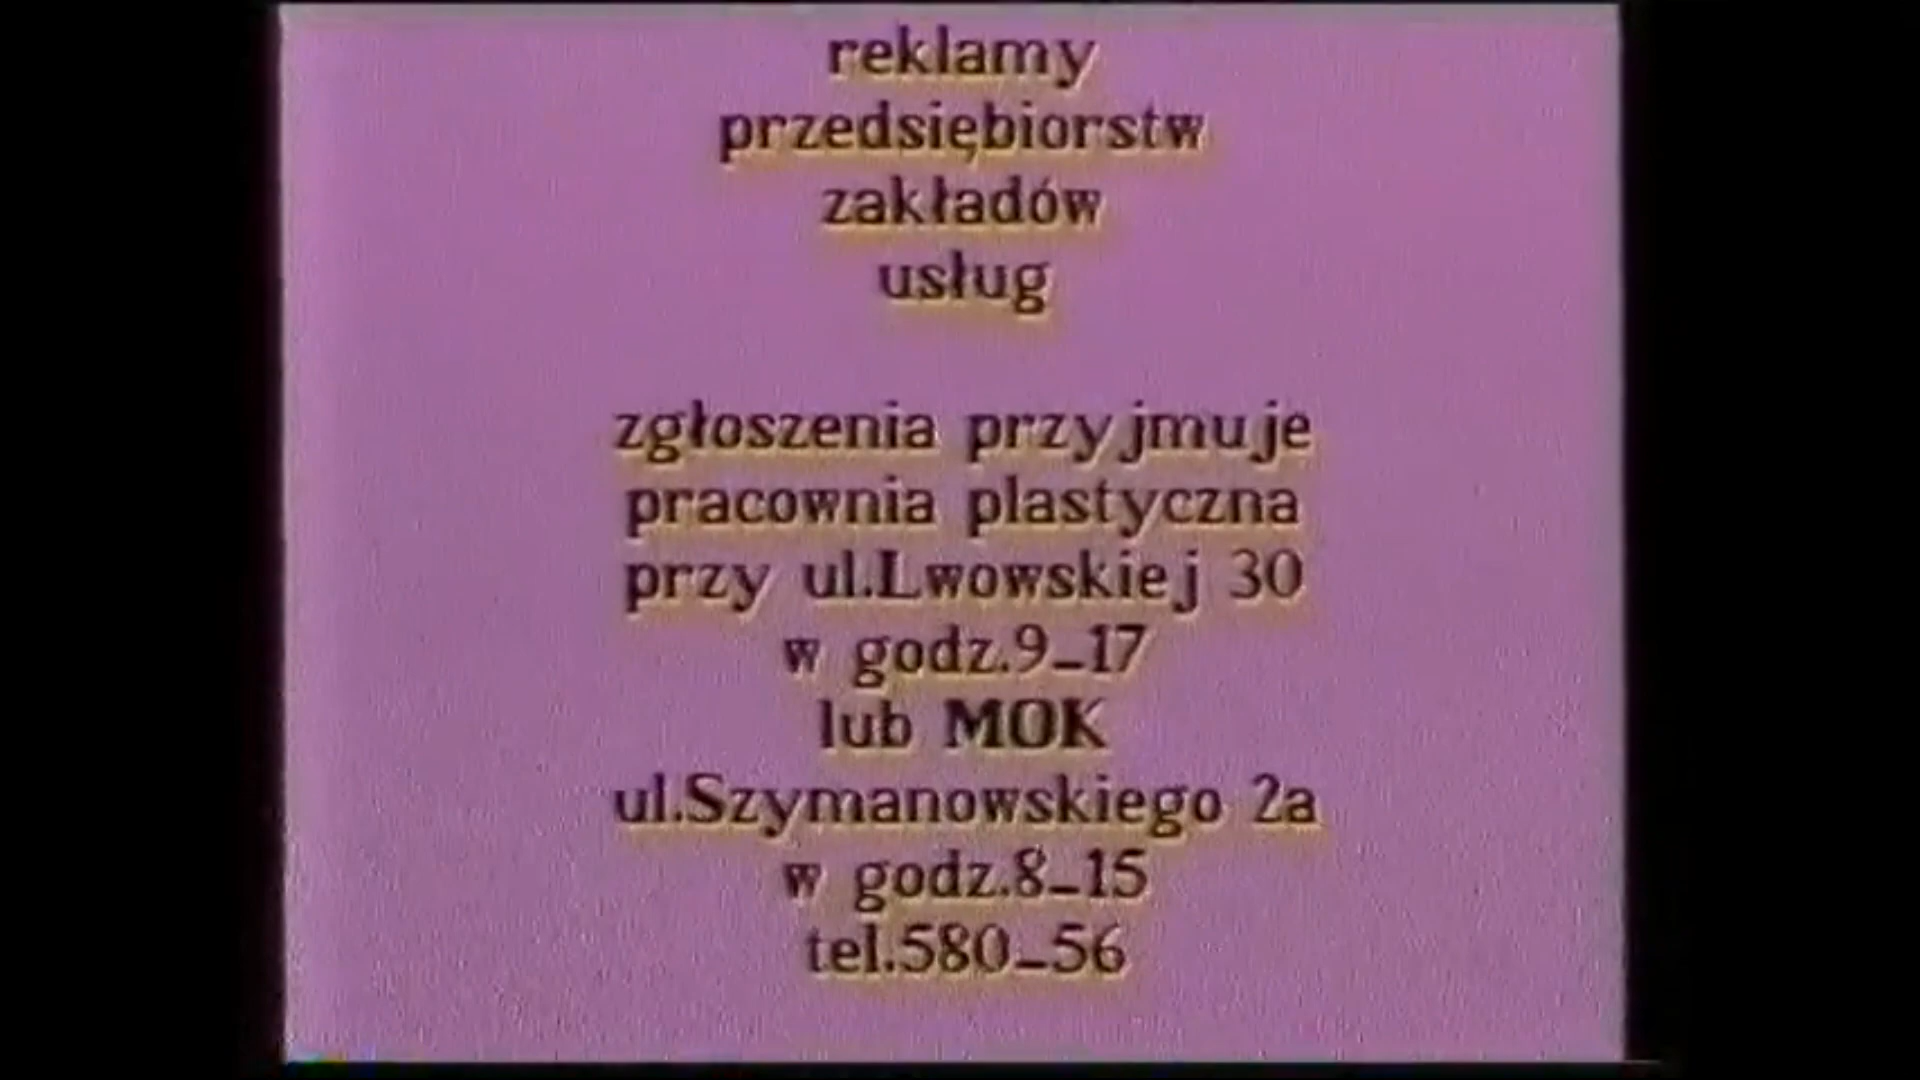 reklamy
przedsiębiorstw
zakładów
usług
zgłoszenia przyjmuje
pracownia plastyczna
przy ul.Lwowskiej 30
w godz.9-17
lub MOK
ul.Szymanowskiego 2a
w godz.8-15
tel.580-56